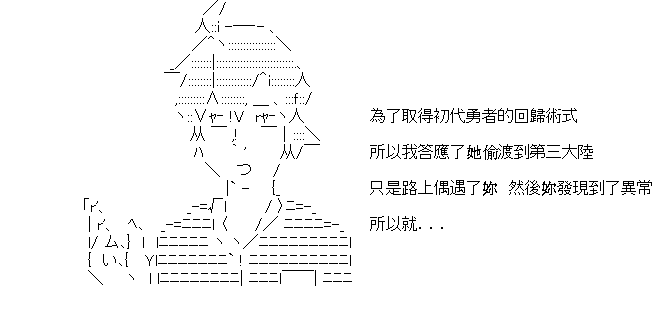 為了取得初代勇者的回歸術式
所以我答應了她偷渡到第三大陸
只是路上偶遇了妳 然後妳發現到了異常
所以就...